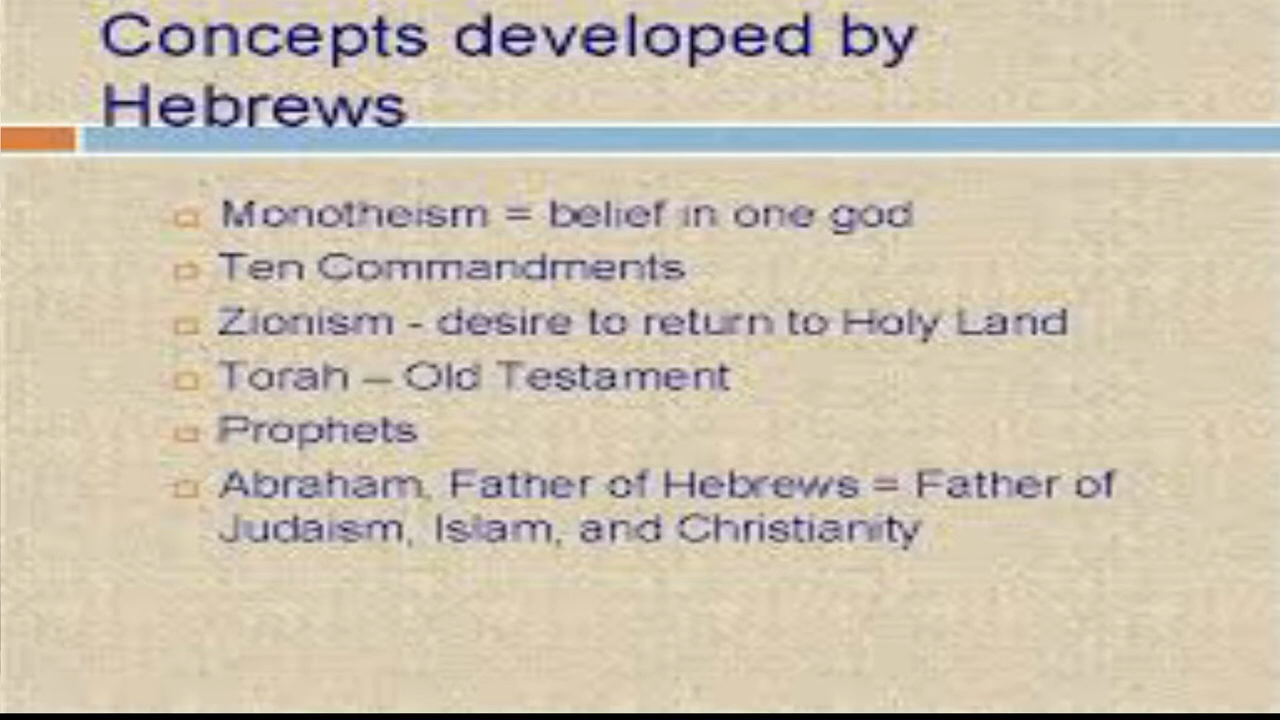 Concepts developed by
Hebrews
Monotheism = belief in one god
Ten Commandments
Zionism - desire to return to Holy Land
Torah – Old Testament
Prophets
Abraham, Father of Hebrews = Father of
Judaism, Islam, and Christianity